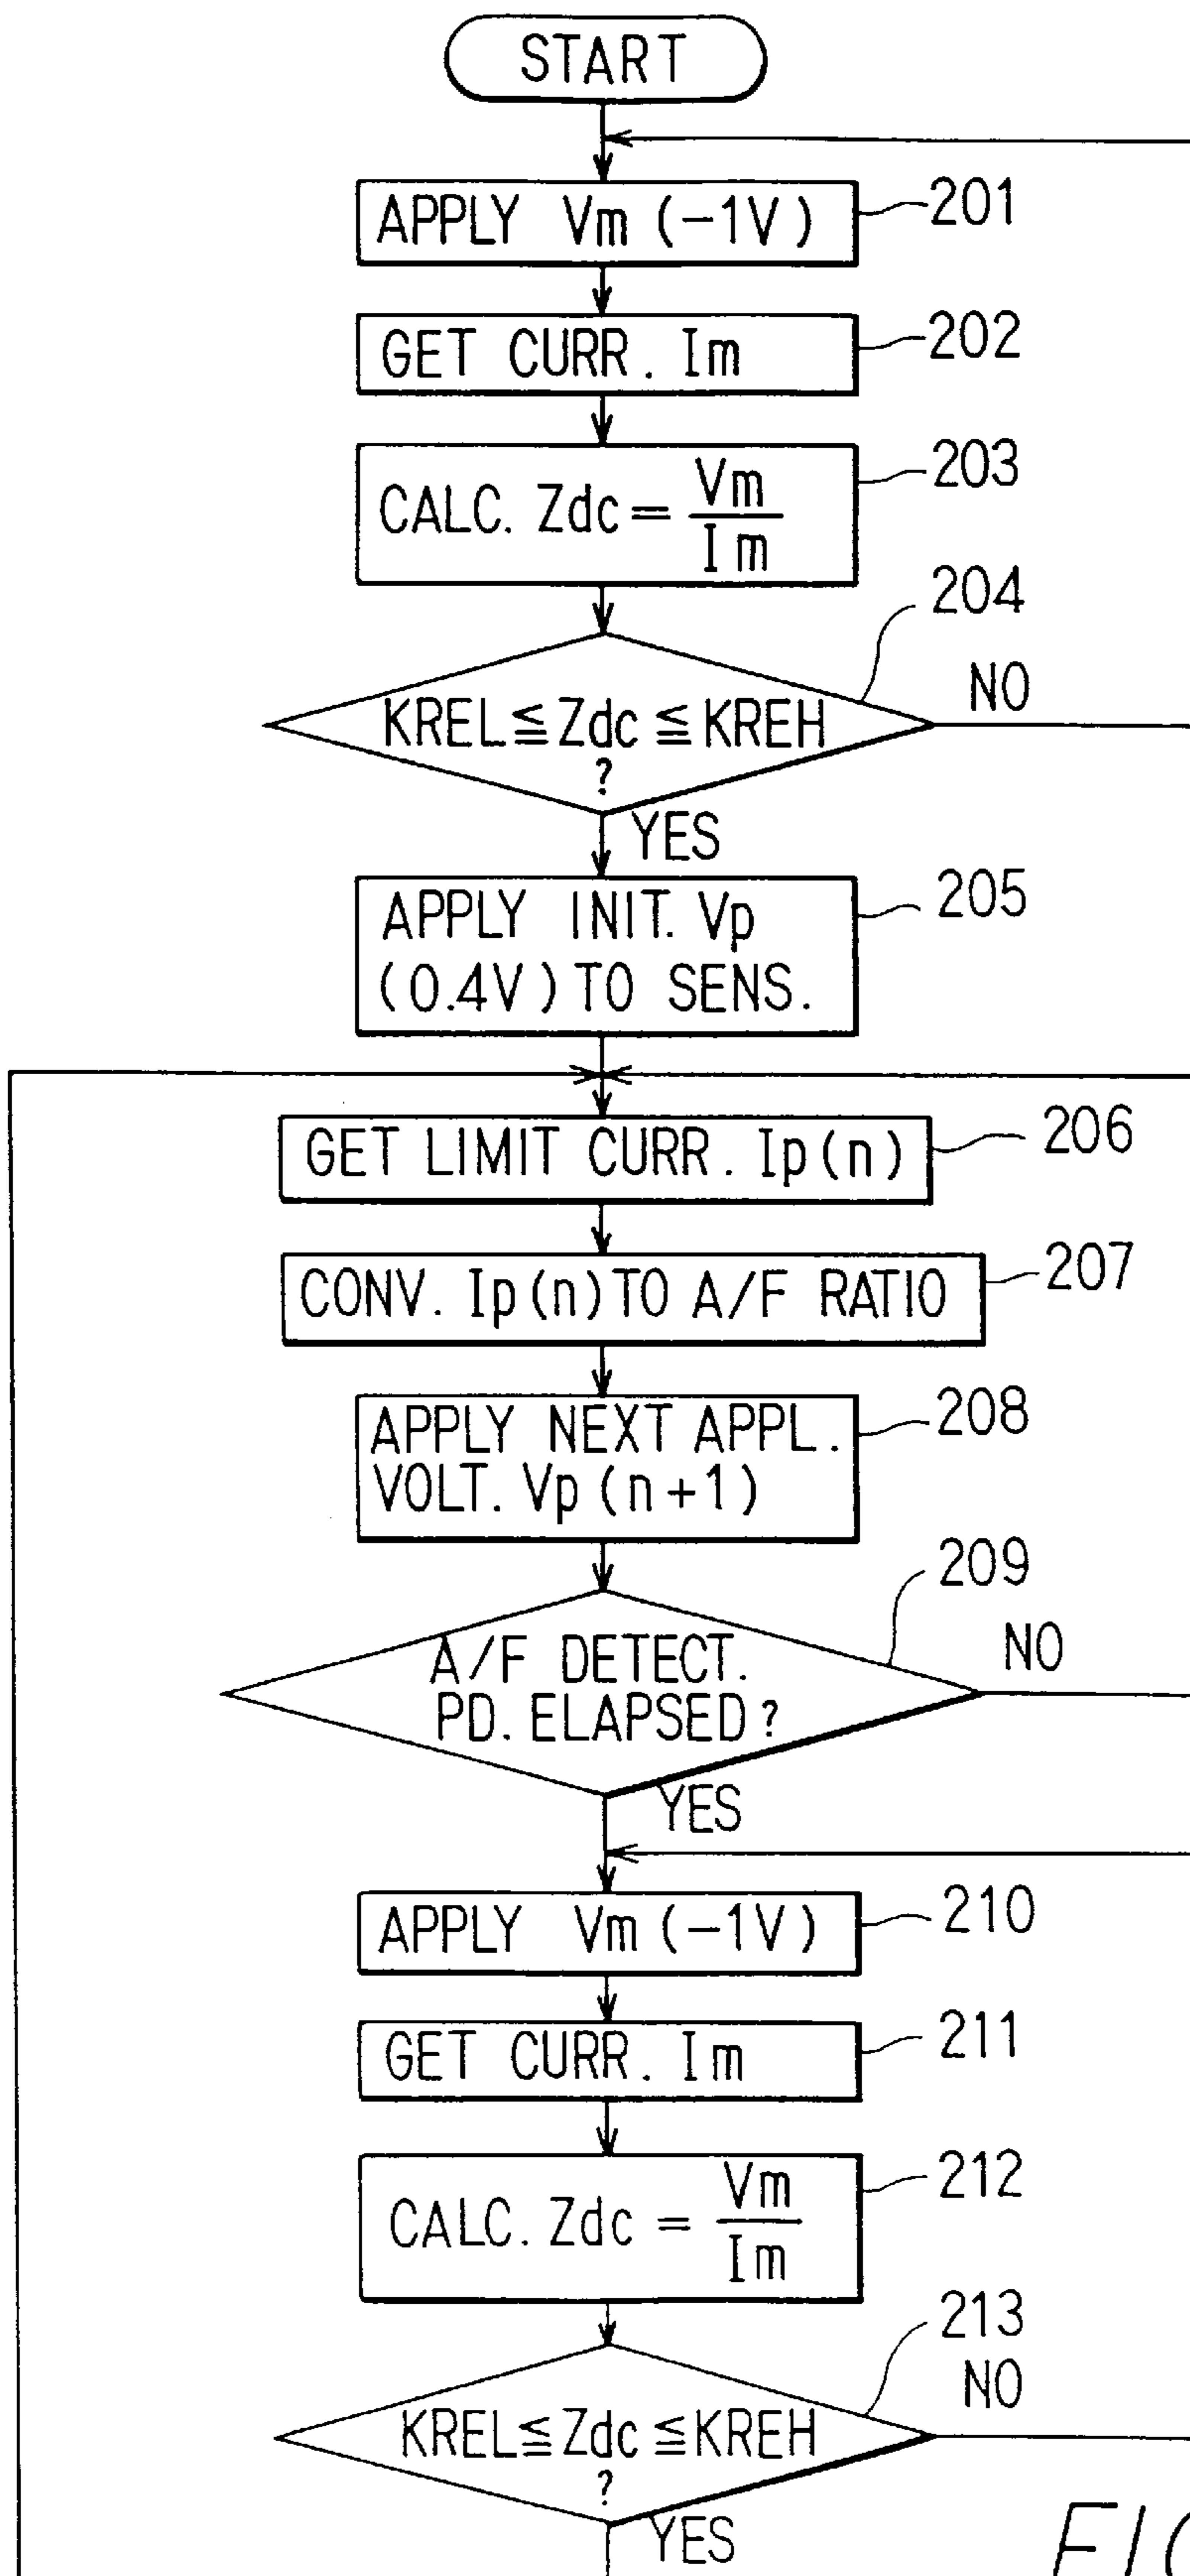 START
APPLY Vm (-1V)
201
GET CURR. Im
202
CALC. Zdc = Vm
Im
203
204
KREL ≦ Zdc ≦ KREH
?
NO
YES
APPLY INIT. Vp
(0.4V) TO SENS.
205
GET LIMIT CURR. Ip(n)
206
CONV. Ip(n) TO A/F RATIO
207
APPLY NEXT APPL.
VOLT. Vp (n+1)
208
209
A/F DETECT.
PD. ELAPSED ?
NO
YES
APPLY Vm (-1V)
210
GET CURR. Im
211
CALC. Zdc = Vm
Im
212
213
KREL ≦ Zdc ≦ KREH
?
NO
YES